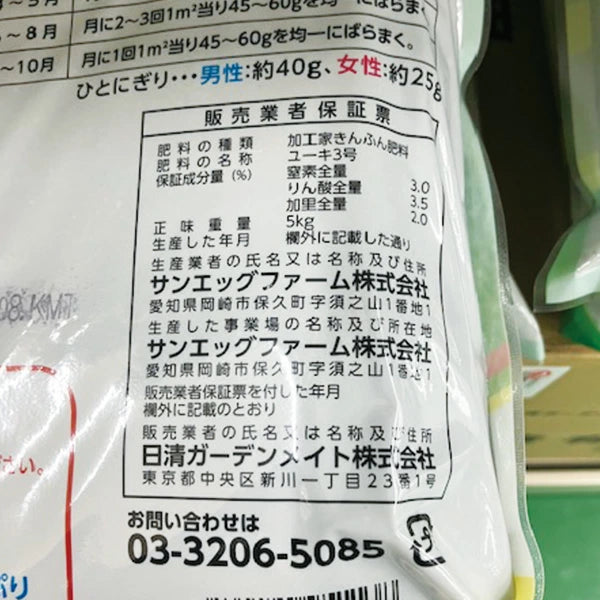 ~8月 月に2~3回1m²当り45~60gを均一にばらまく。
~10月 月に1回1m²当り45~60gを均一にばらまく。
ひとにぎり・・・男性:約40g、女性:約25g
販売業者保証票
肥料の種類 加工家きんふん肥料
肥料の名称 ユーキ3号
保証成分量(%) 窒素全量 3.0
りん酸全量 3.5
加里全量 2.0
正味重量 5kg
生産した年月 欄外に記載した通り
生産業者の氏名又は名称及び住所
サンエッグファーム株式会社
愛知県岡崎市保久町字須之山1番地1
生産した事業場の名称及び所在地
サンエッグファーム株式会社
愛知県岡崎市保久町字須之山1番地1
販売業者保証票を付した年月
欄外に記載のとおり
販売業者の氏名又は名称及び住所
日清ガーデンメイト株式会社
東京都中央区新川一丁目23番1号
お問い合わせは
03-3206-5085
プラ
さい。